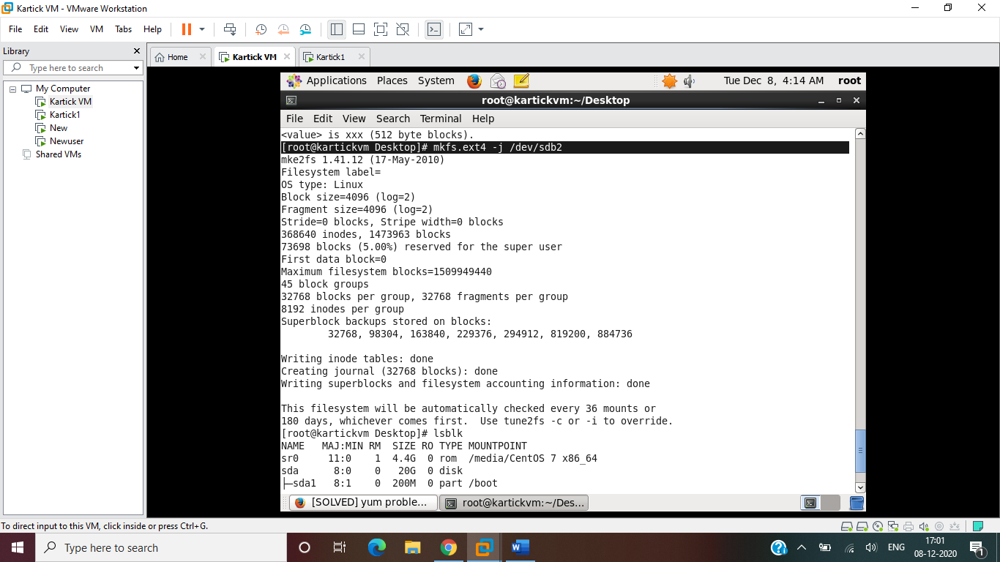 Kartick VM - VMware Workstation
File Edit View VM Tabs Help
Library
Type here to search
My Computer
Kartick VM
Kartick1
New
Newuser
Shared VMs
Home Kartick VM Kartick1
Applications Places System Tue Dec 8, 4:14 AM root
root@kartickvm:~/Desktop
File Edit View Search Terminal Help
<value> is xxx (512 byte blocks).
[root@kartickvm Desktop]# mkfs.ext4 -j /dev/sdb2
mke2fs 1.41.12 (17-May-2010)
Filesystem label=
OS type: Linux
Block size=4096 (log=2)
Fragment size=4096 (log=2)
Stride=0 blocks, Stripe width=0 blocks
368640 inodes, 1473963 blocks
73698 blocks (5.00%) reserved for the super user
First data block=0
Maximum filesystem blocks=1509949440
45 block groups
32768 blocks per group, 32768 fragments per group
8192 inodes per group
Superblock backups stored on blocks:
32768, 98304, 163840, 229376, 294912, 819200, 884736
Writing inode tables: done
Creating journal (32768 blocks): done
Writing superblocks and filesystem accounting information: done
This filesystem will be automatically checked every 36 mounts or
180 days, whichever comes first.  Use tune2fs -c or -i to override.
[root@kartickvm Desktop]# lsblk
NAME   MAJ:MIN RM  SIZE RO TYPE MOUNTPOINT
sr0     11:0    1  4.4G  0 rom  /media/CentOS 7 x86_64
sda      8:0    0   20G  0 disk
├─sda1   8:1    0  200M  0 part /boot
[SOLVED] yum proble... root@kartickvm:~/Des...
To direct input to this VM, click inside or press Ctrl+G.
Type here to search
ENG
17:01
08-12-2020
1